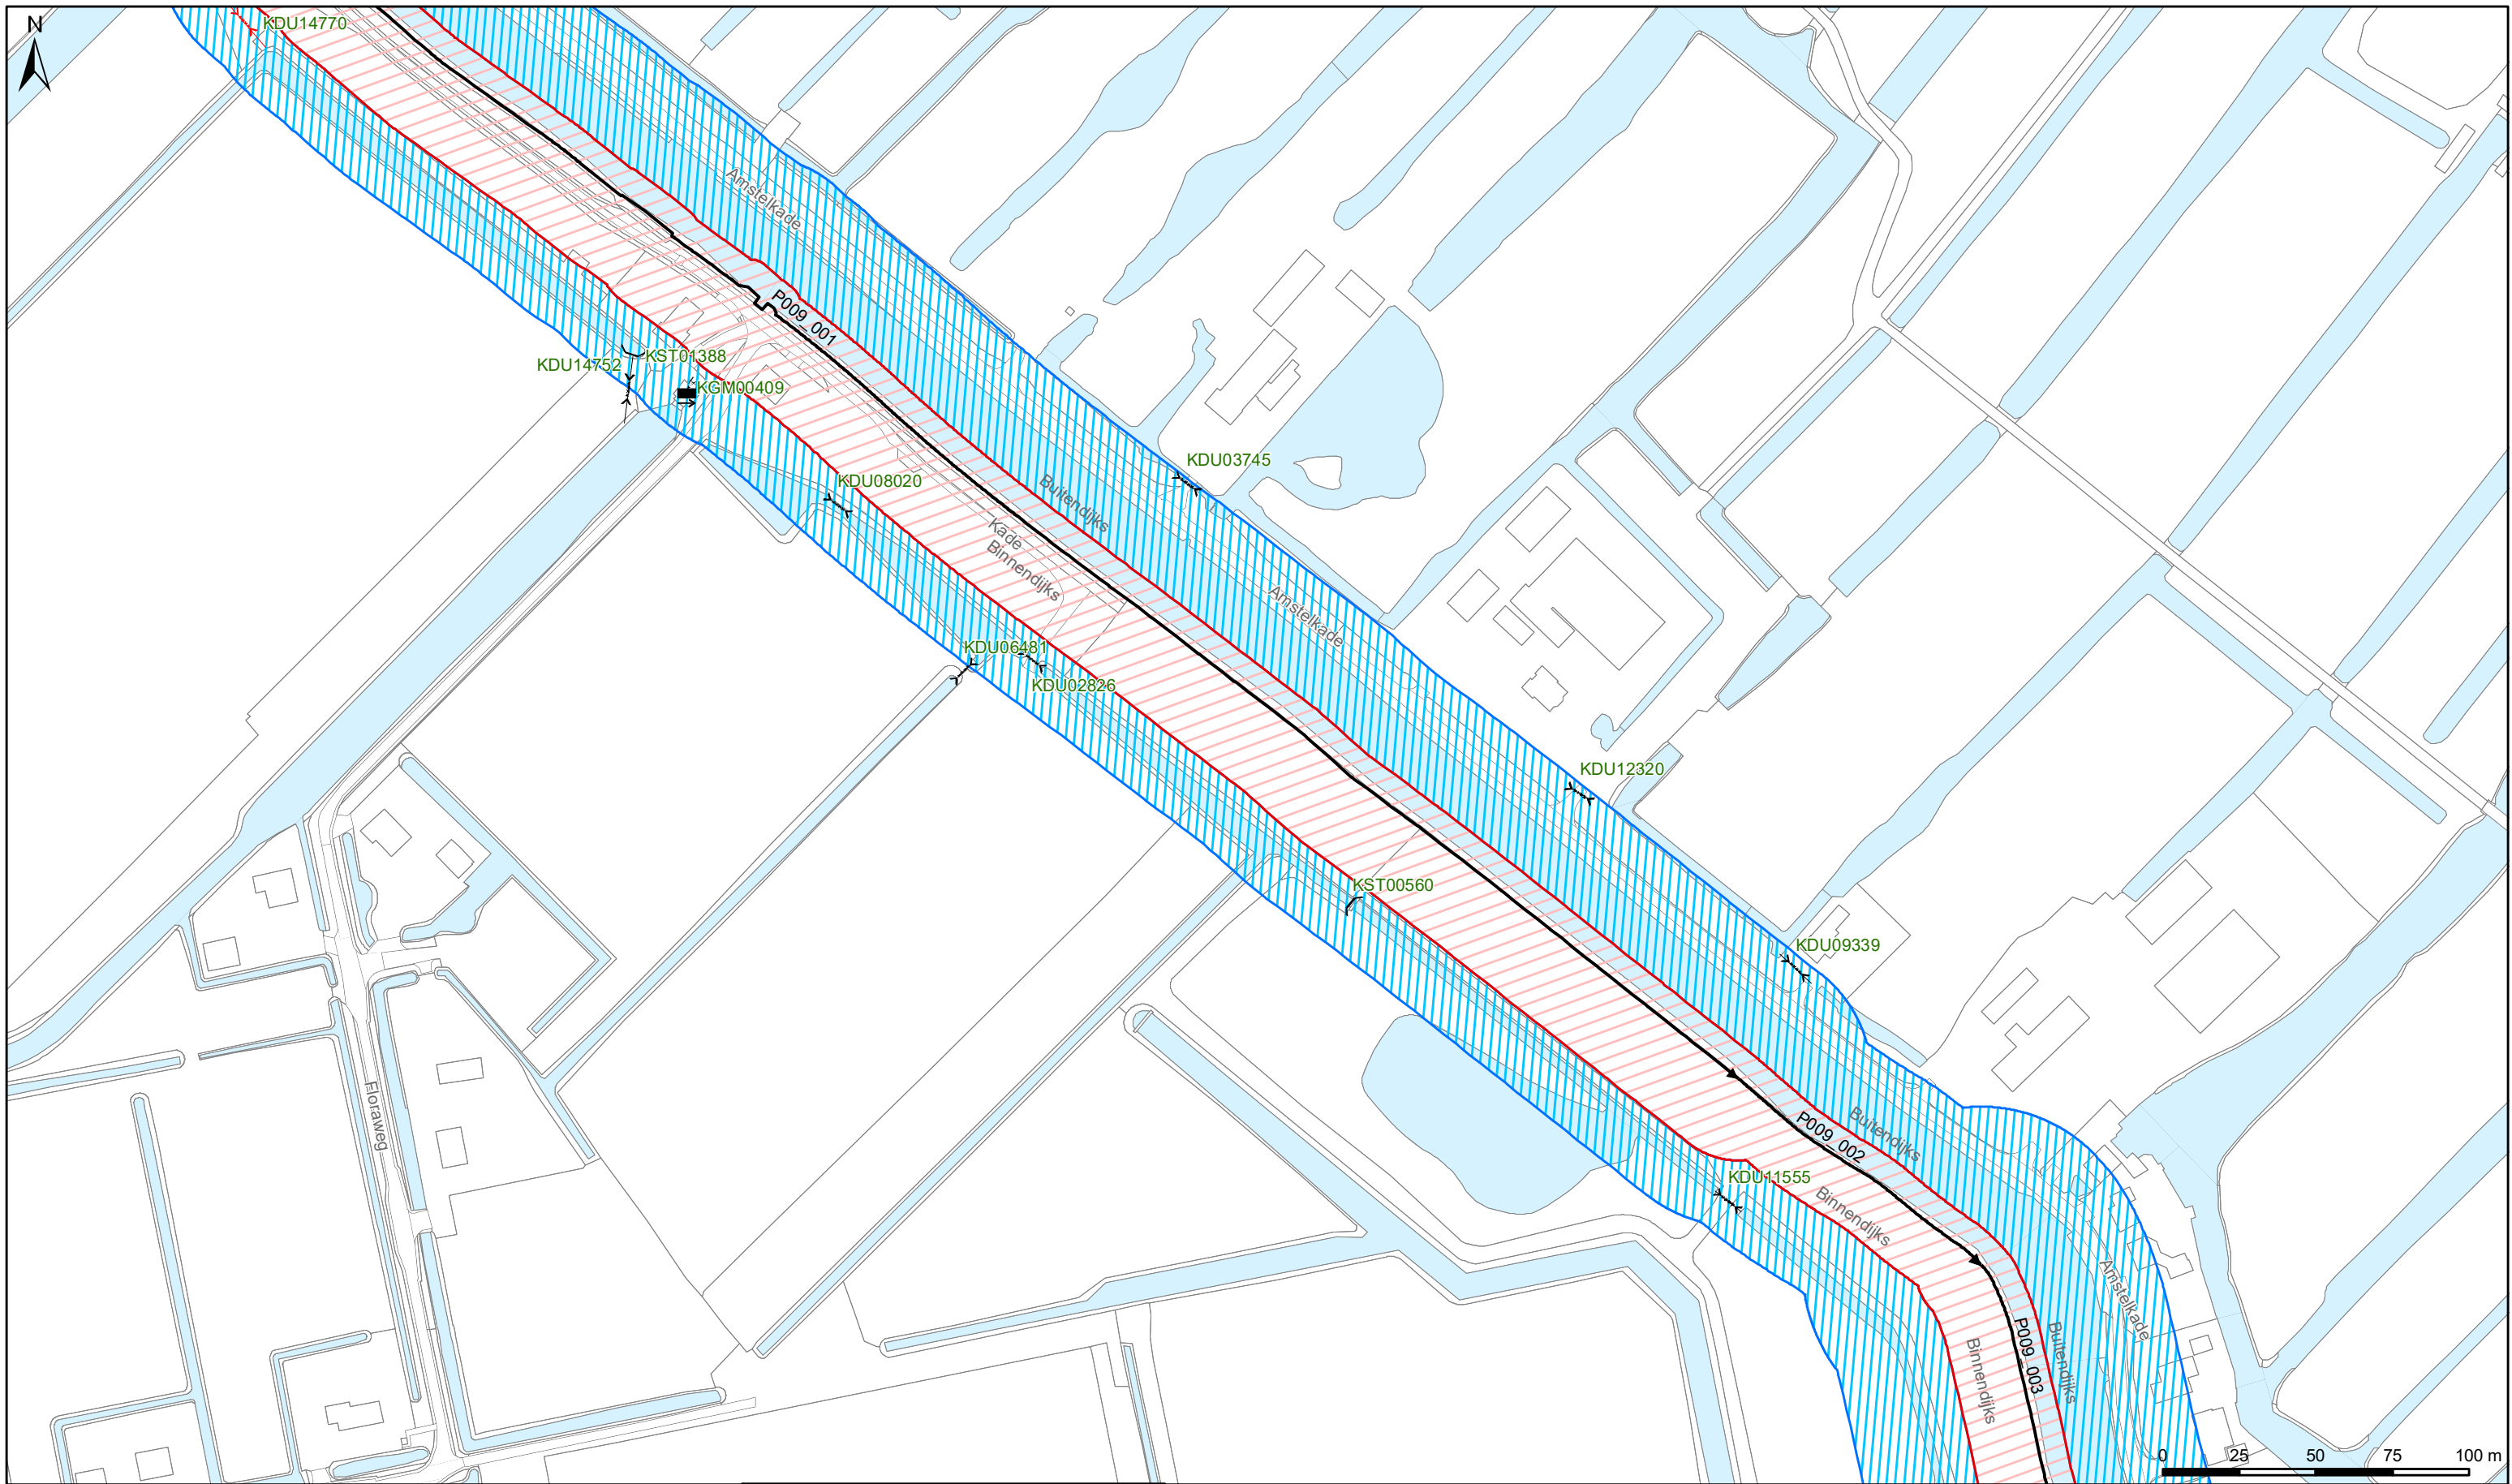 N
KDU14770
Amstelkade
P009_001
KST01388
KDU14752
KGM00409
KDU03745
KDU08020
Buitendijks
Kade
Binnendijks
Amstelkade
KDU06481
KDU02826
KDU12320
KST00560
KDU09339
Floraweg
Buitendijks
P009_002
KDU11555
Binnendijks
Amstelkade
P009_003
Buitendijks
Binnendijks
0 25 50 75 100 m